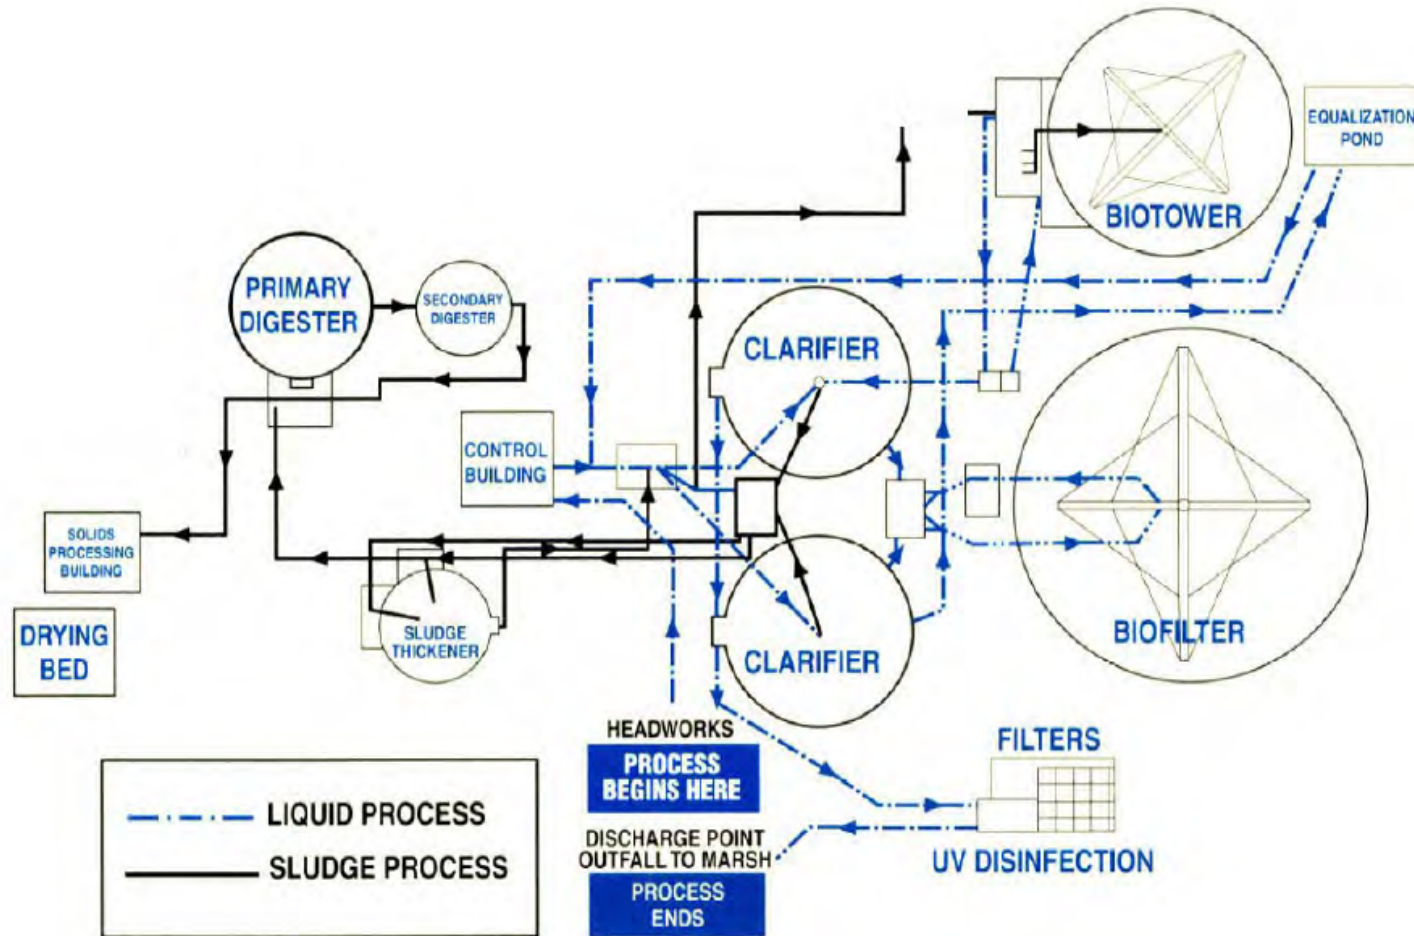 EQUALIZATION
POND
BIOTOWER
PRIMARY
DIGESTER
SECONDARY
DIGESTER
CLARIFIER
CONTROL
BUILDING
SOLIDS
PROCESSING
BUILDING
DRYING
BED
SLUDGE
THICKENER
CLARIFIER
BIOFILTER
HEADWORKS
PROCESS
BEGINS HERE
FILTERS
UV DISINFECTION
DISCHARGE POINT
OUTFALL TO MARSH
PROCESS
ENDS
LIQUID PROCESS
SLUDGE PROCESS